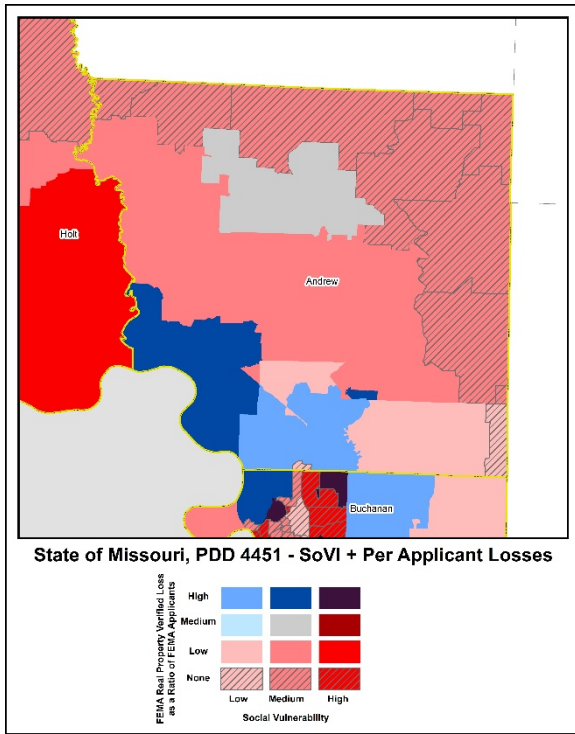 Holt
Andrew
Buchanan
State of Missouri, PDD 4451 - SoVI + Per Applicant Losses
FEMA Real Property Verified Loss
as a Ratio of FEMA Applicants
High
Medium
Low
None
Low Medium High
Social Vulnerability